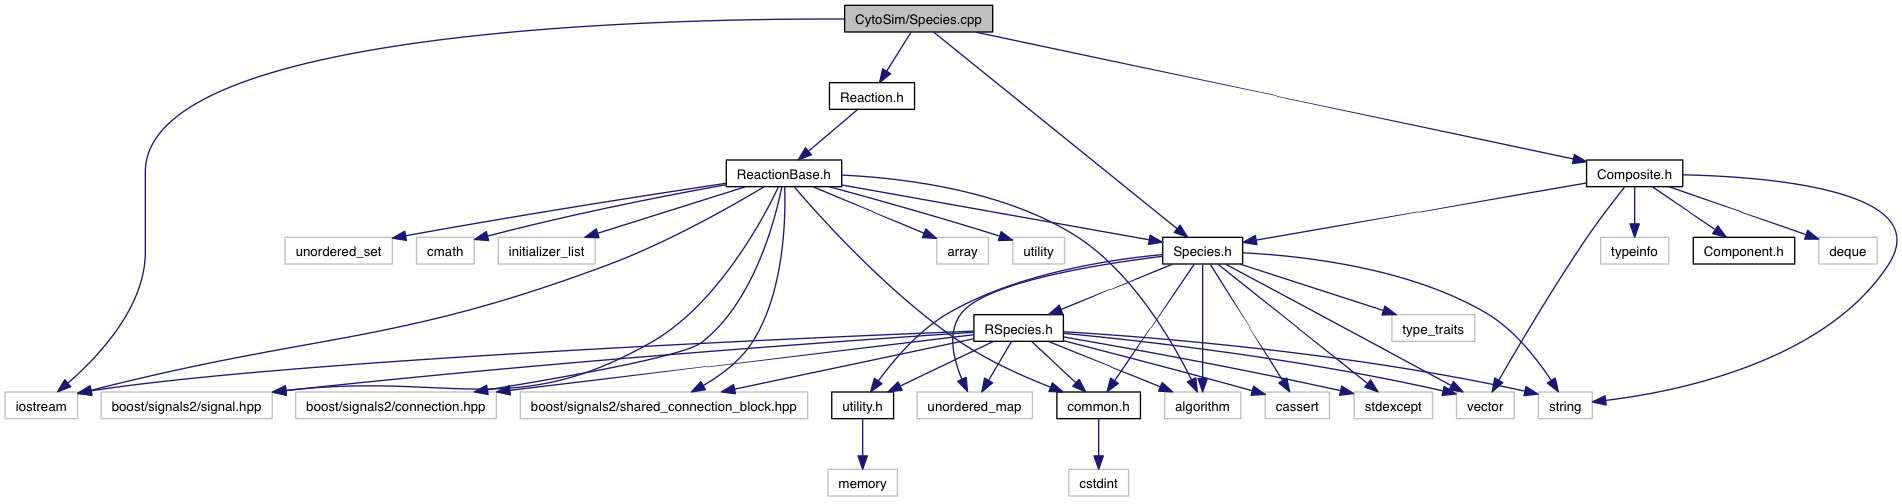 CytoSim/Species.cpp
Reaction.h
ReactionBase.h
Composite.h
unordered_set
cmath
initializer_list
array
utility
Species.h
typeinfo
Component.h
deque
RSpecies.h
type_traits
iostream
boost/signals2/signal.hpp
boost/signals2/connection.hpp
boost/signals2/shared_connection_block.hpp
utility.h
unordered_map
common.h
algorithm
cassert
stdexcept
vector
string
memory
cstdint